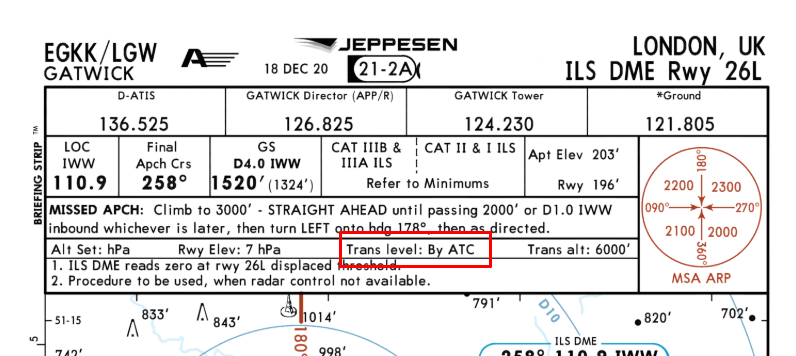 EGKK/LGW
GATWICK
JEPPESEN
18 DEC 20
21-2A
LONDON, UK
ILS DME Rwy 26L
D-ATIS
136.525
GATWICK Director (APP/R)
126.825
GATWICK Tower
124.230
*Ground
121.805
BRIEFING STRIP ™
LOC
IWW
110.9
Final
Apch Crs
258°
GS
D4.0 IWW
1520' (1324')
CAT IIIB &
IIIA ILS
CAT II & I ILS
Refer to Minimums
Apt Elev 203'
Rwy 196'
MISSED APCH: Climb to 3000' - STRAIGHT AHEAD until passing 2000' or D1.0 IWW
inbound whichever is later, then turn LEFT onto hdg 178°, then as directed.
Alt Set: hPa Rwy Elev: 7 hPa Trans level: By ATC Trans alt: 6000'
1. ILS DME reads zero at rwy 26L displaced threshold.
2. Procedure to be used, when radar control not available.
180°
2200 2300
090° 270°
2100 2000
360°
MSA ARP
51-15
5
833'
843'
1014'
180°
998'
742'
791'
D10
820'
702'
ILS DME
258° 110.9 IWW